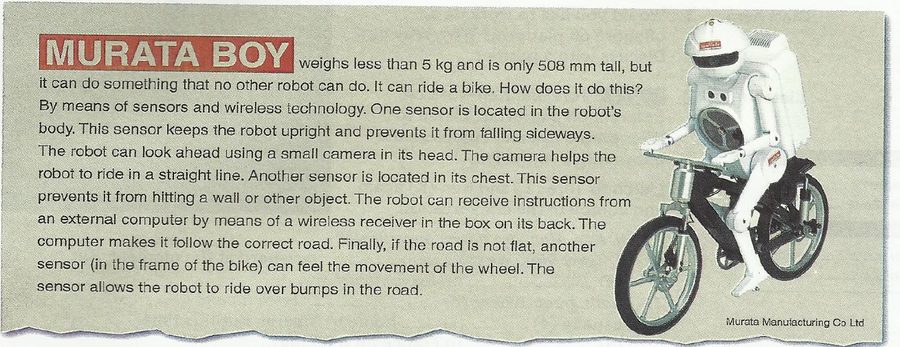 MURATA BOY weighs less than 5 kg and is only 508 mm tall, but
it can do something that no other robot can do. It can ride a bike. How does it do this?
By means of sensors and wireless technology. One sensor is located in the robot's
body. This sensor keeps the robot upright and prevents it from falling sideways.
The robot can look ahead using a small camera in its head. The camera helps the
robot to ride in a straight line. Another sensor is located in its chest. This sensor
prevents it from hitting a wall or other object. The robot can receive instructions from
an external computer by means of a wireless receiver in the box on its back. The
computer makes it follow the correct road. Finally, if the road is not flat, another
sensor (in the frame of the bike) can feel the movement of the wheel. The
sensor allows the robot to ride over bumps in the road.
Murata Manufacturing Co Ltd